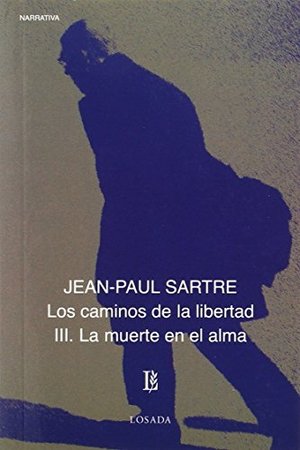 NARRATIVA
JEAN-PAUL SARTRE
Los caminos de la libertad
III. La muerte en el alma
LOSADA